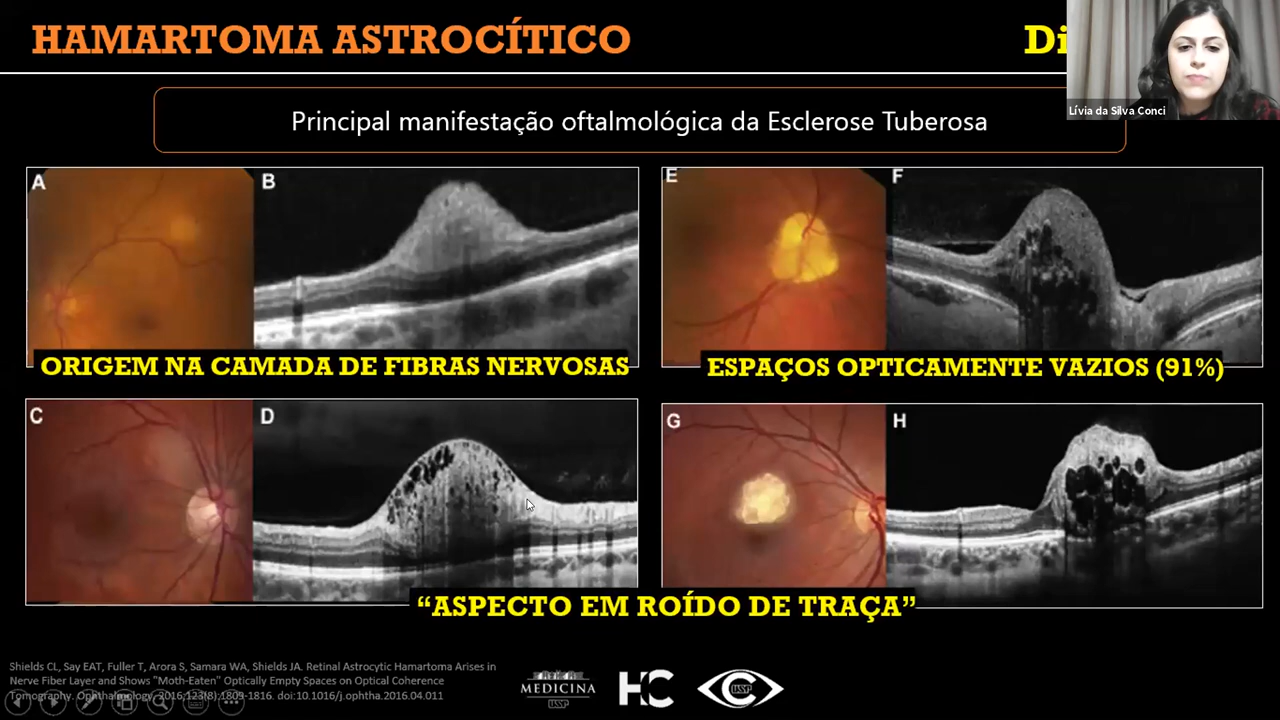 HAMARTOMA ASTROCÍTICO
Di
Lívia da Silva Conci
Principal manifestação oftalmológica da Esclerose Tuberosa
A
B
E
F
ORIGEM NA CAMADA DE FIBRAS NERVOSAS
ESPAÇOS OPTICAMENTE VAZIOS (91%)
C
D
G
H
“ASPECTO EM ROÍDO DE TRAÇA”
Shields CL, Say EAT, Fuller T, Arora S, Samara WA, Shields JA. Retinal Astrocytic Hamartoma Arises in
Nerve Fiber Layer and Shows "Moth-Eaten" Optically Empty Spaces on Optical Coherence
Tomography. Ophthalmology. 2016;123(8):1809-1816. doi:10.1016/j.ophtha.2016.04.011
MEDICINA
USP
HC
USP